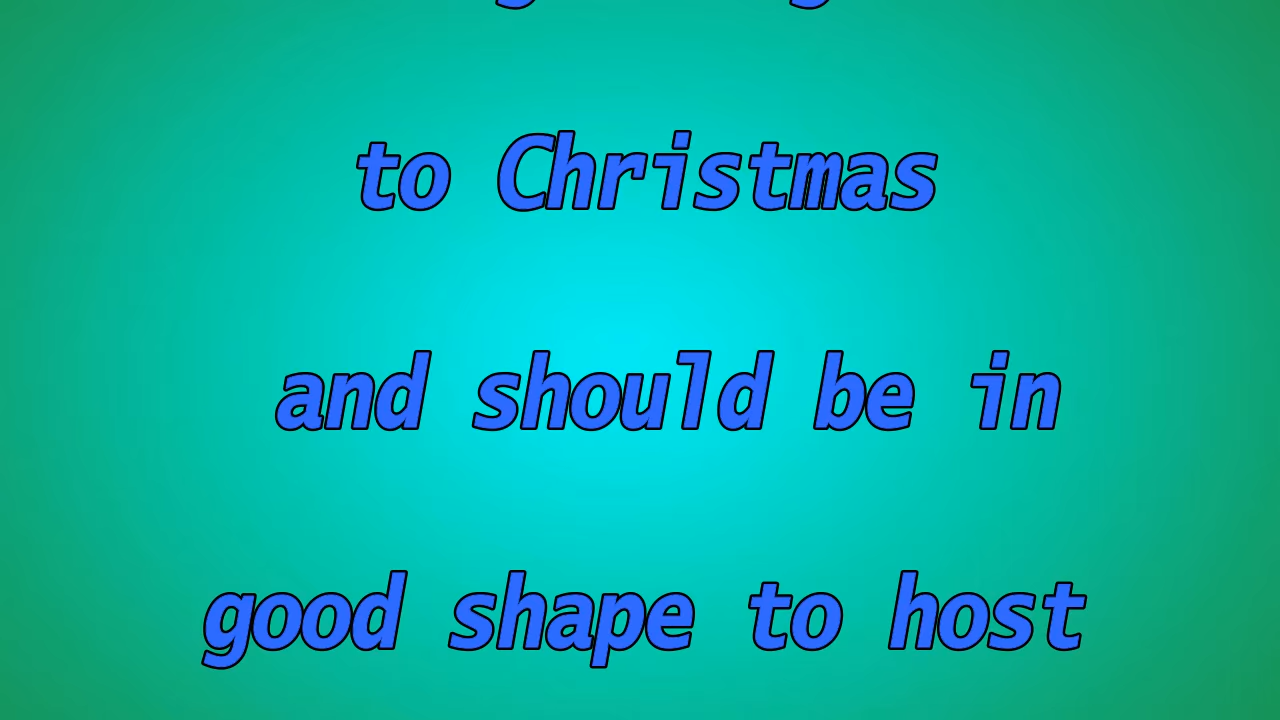 to Christmas
and should be in
good shape to host